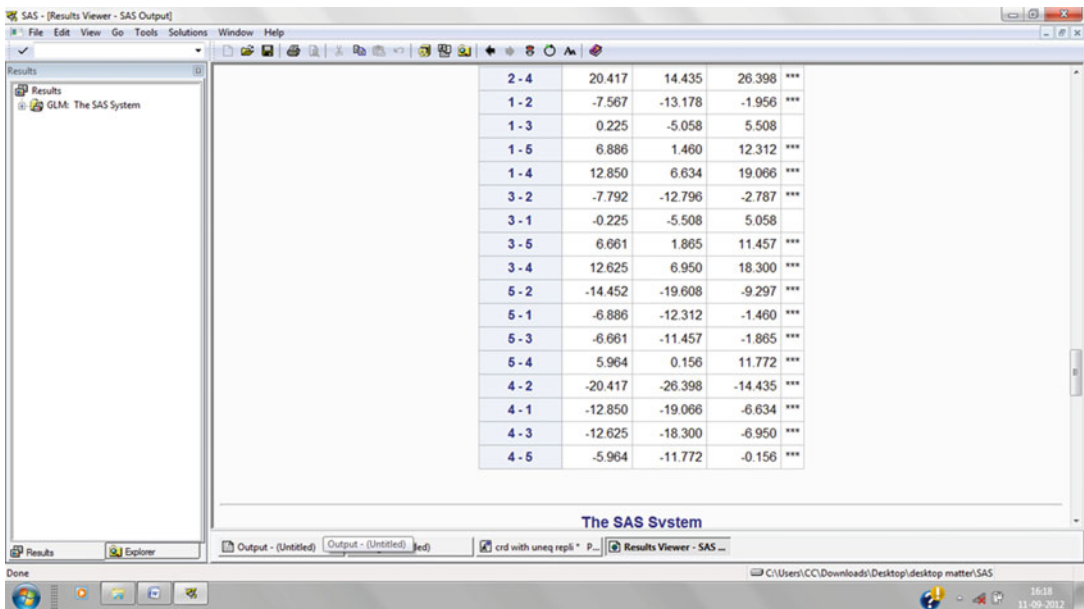 SAS - [Results Viewer - SAS Output]
File Edit View Go Tools Solutions Window Help
Results
Results
GLM: The SAS System
2 - 4 20.417 14.435 26.398 ***
1 - 2 -7.567 -13.178 -1.956 ***
1 - 3 0.225 -5.058 5.508
1 - 5 6.886 1.460 12.312 ***
1 - 4 12.850 6.634 19.066 ***
3 - 2 -7.792 -12.796 -2.787 ***
3 - 1 -0.225 -5.508 5.058
3 - 5 6.661 1.865 11.457 ***
3 - 4 12.625 6.950 18.300 ***
5 - 2 -14.452 -19.608 -9.297 ***
5 - 1 -6.886 -12.312 -1.460 ***
5 - 3 -6.661 -11.457 -1.865 ***
5 - 4 5.964 0.156 11.772 ***
4 - 2 -20.417 -26.398 -14.435 ***
4 - 1 -12.850 -19.066 -6.634 ***
4 - 3 -12.625 -18.300 -6.950 ***
4 - 5 -5.964 -11.772 -0.156 ***
The SAS System
Results Explorer
Output - (Untitled) Output - (Untitled) led) crd with uneq repli * P... Results Viewer - SAS ...
Done
C:\Users\CC\Downloads\Desktop\desktop matter\SAS
16:18
11-09-2012